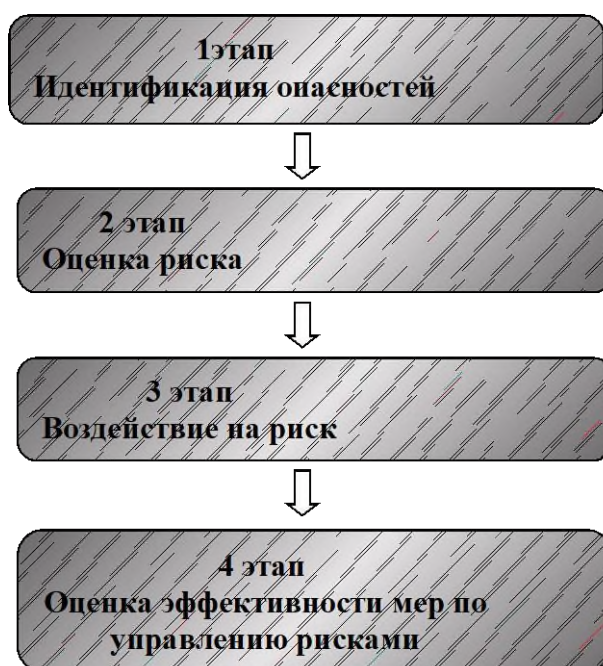 1этап
Идентификация опасностей
2 этап
Оценка риска
3 этап
Воздействие на риск
4 этап
Оценка эффективности мер по
управлению рисками